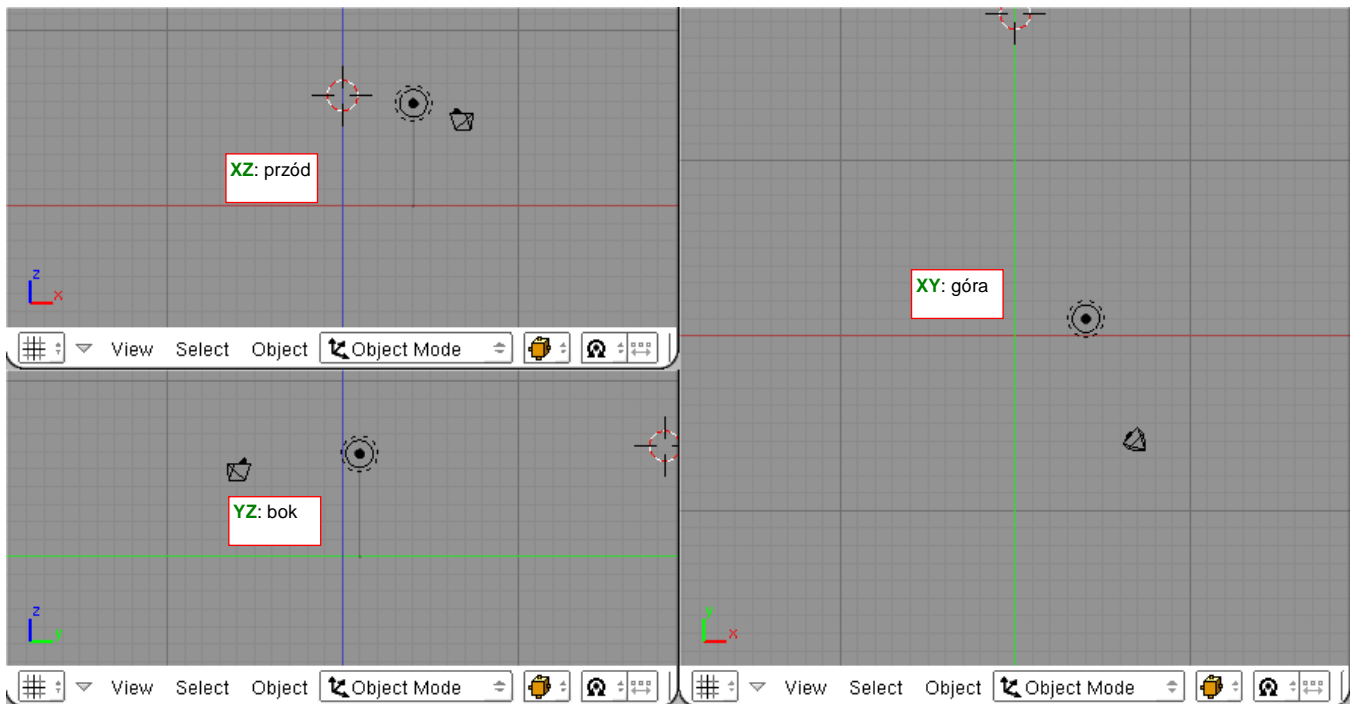 XZ: przód
z
x
View Select Object Object Mode
YZ: bok
z
y
View Select Object Object Mode
XY: góra
y
x
View Select Object Object Mode